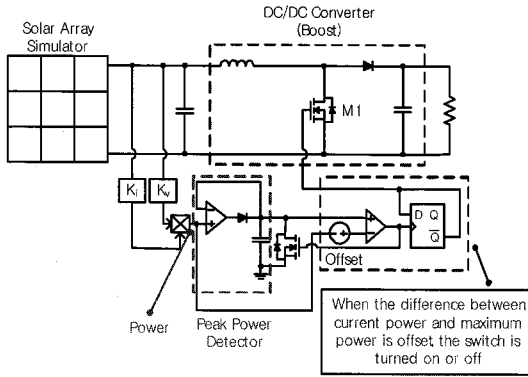 DC/DC Converter
(Boost)
Solar Array
Simulator
M1
Ki
Kv
D Q
Q
Offset
Power
Peak Power
Detector
When the difference between
current power and maximum
power is offset, the switch is
turned on or off